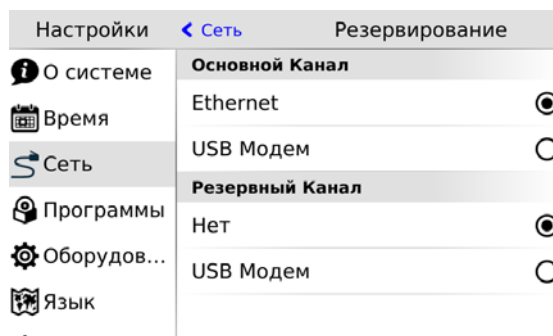 Настройки
Сеть
Резервирование
О системе
Время
Сеть
Программы
Оборудов...
Язык
Основной Канал
Ethernet
USB Модем
Резервный Канал
Нет
USB Модем